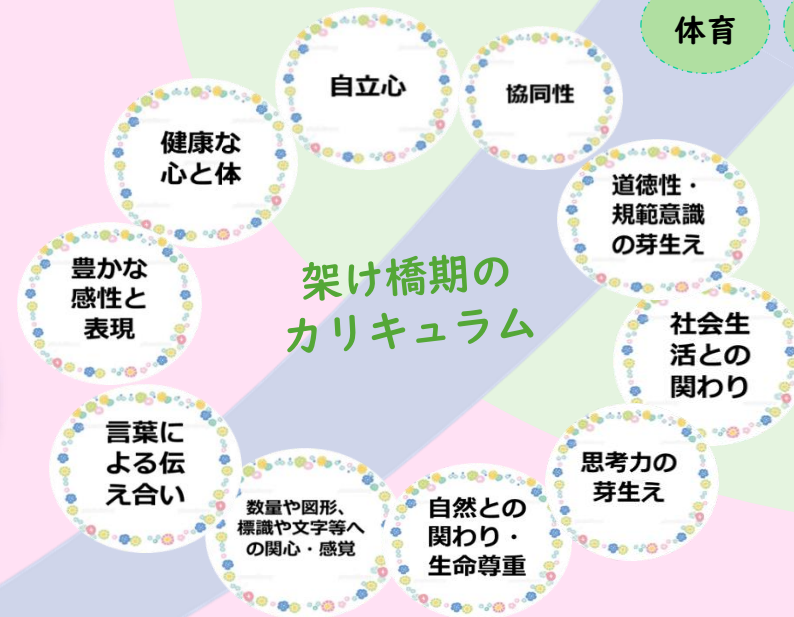 体育
自立心
協同性
健康な
心と体
道徳性・
規範意識
の芽生え
豊かな
感性と
表現
架け橋期の
カリキュラム
社会生
活との
関わり
言葉に
よる伝
え合い
思考力の
芽生え
数量や図形、
標識や文字等へ
の関心・感覚
自然との
関わり・
生命尊重